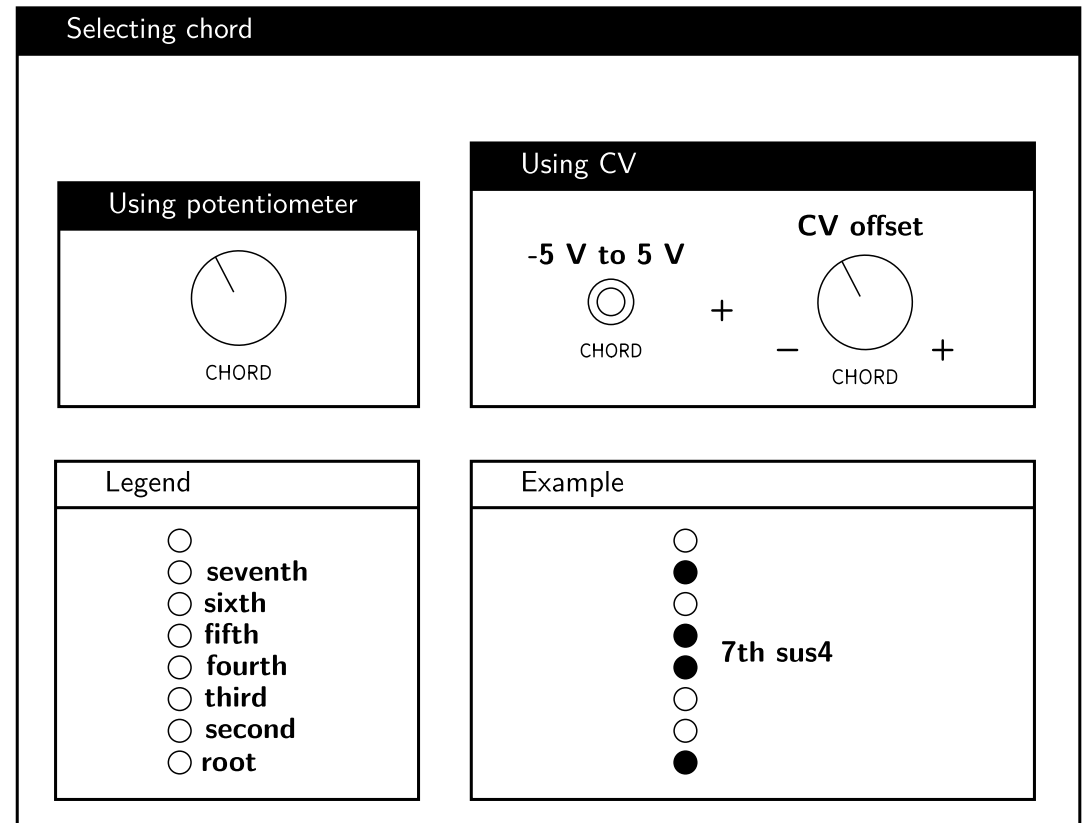 Selecting chord
Using potentiometer
CHORD
Using CV
-5 V to 5 V
CHORD
+
CV offset
− +
CHORD
Legend
seventh
sixth
fifth
fourth
third
second
root
Example
7th sus4